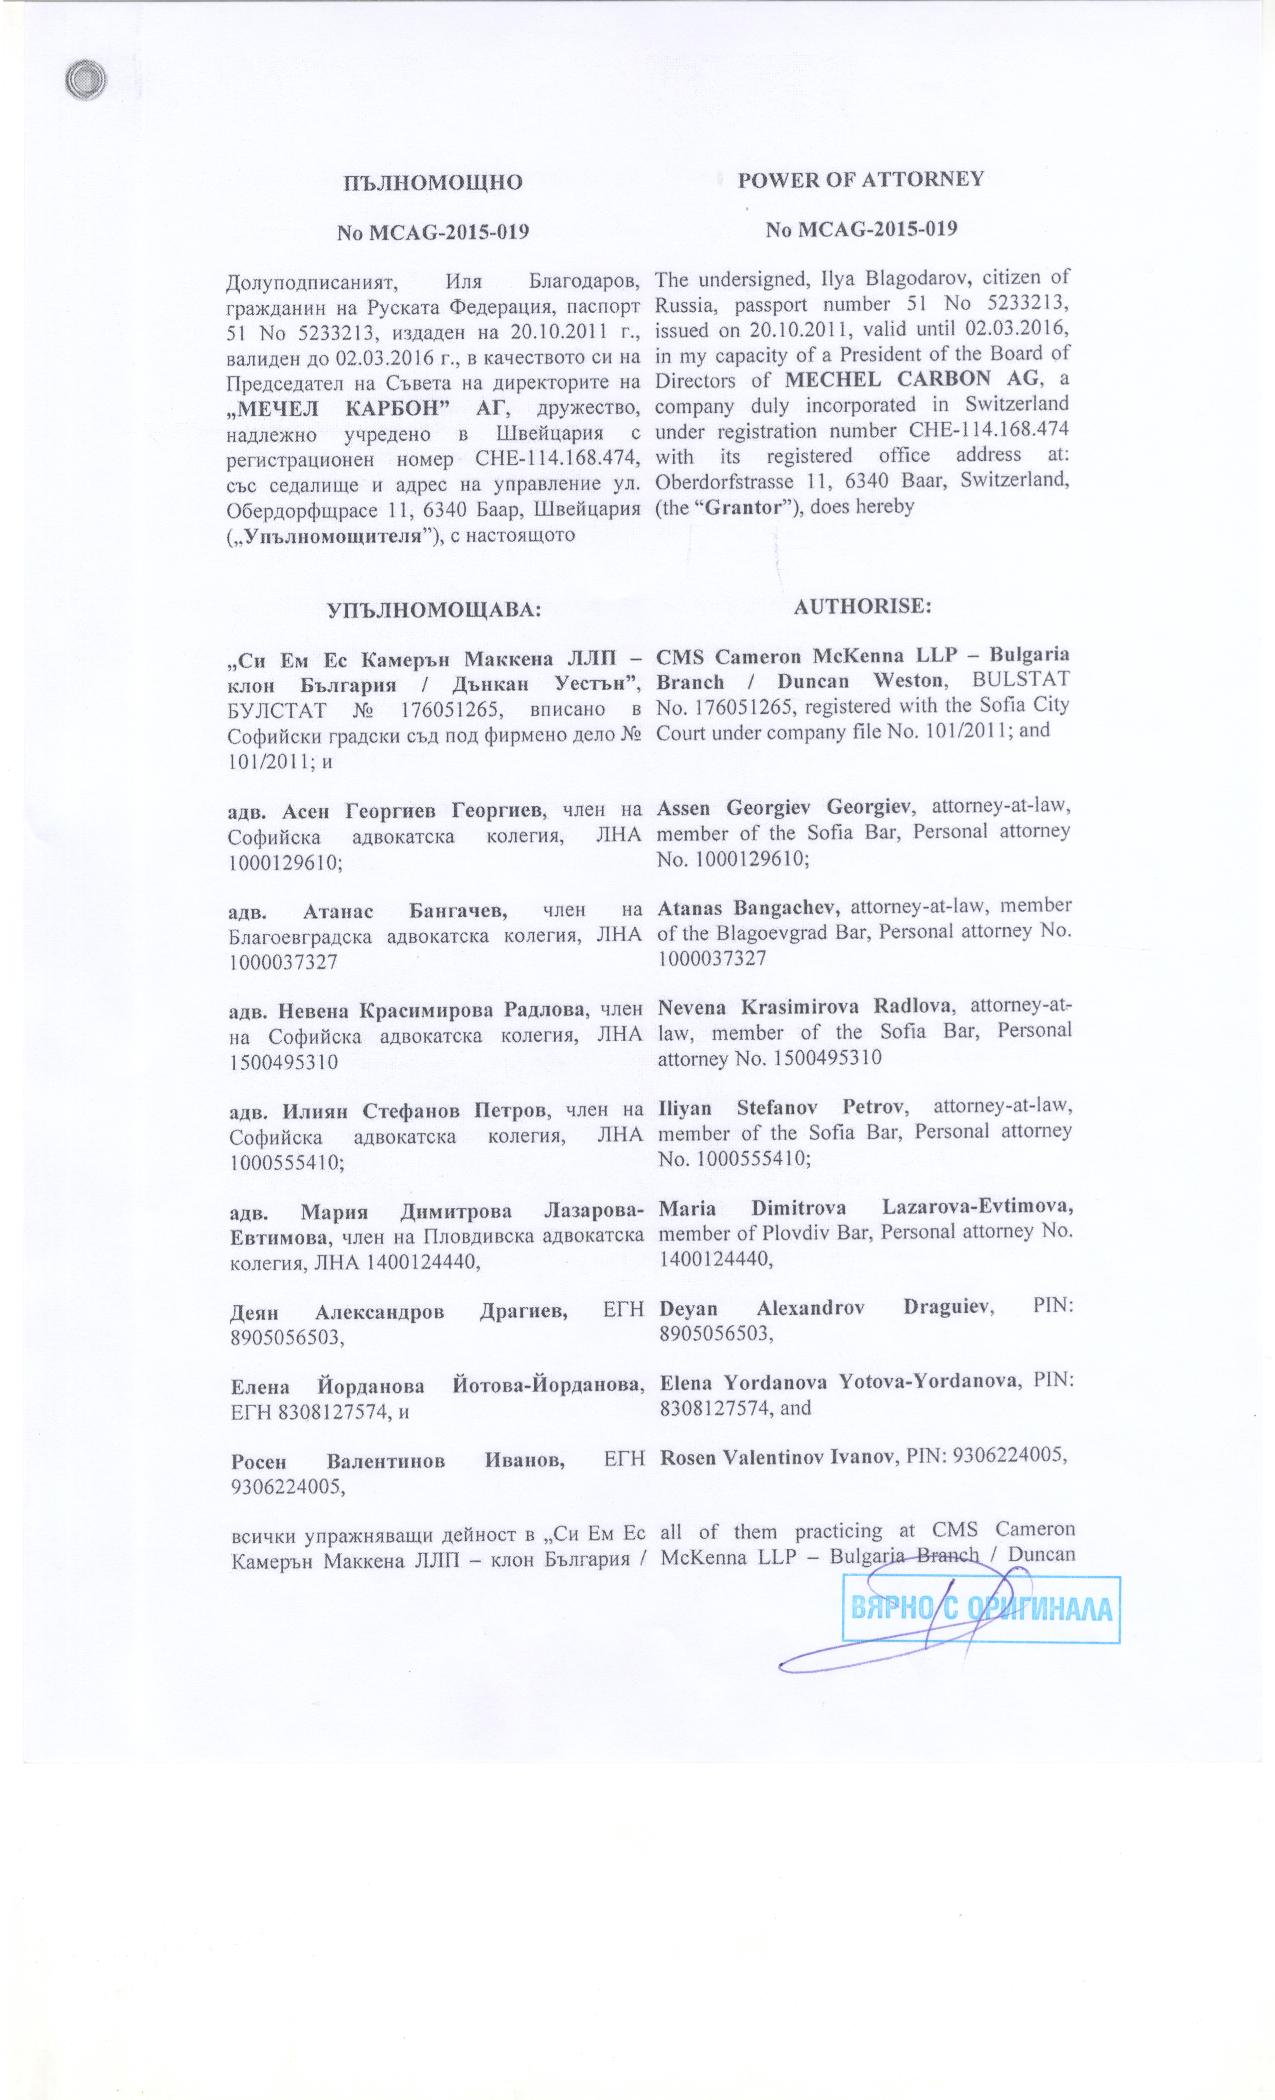 ПЪЛНОМОЩНО
No MCAG-2015-019
Долуподписаният, Иля Благодаров,
гражданин на Руската Федерация, паспорт
51 No 5233213, издаден на 20.10.2011 г.,
валиден до 02.03.2016 г., в качеството си на
Председател на Съвета на директорите на
„МЕЧЕЛ КАРБОН” АГ, дружество,
надлежно учредено в Швейцария с
регистрационен номер CHE-114.168.474,
със седалище и адрес на управление ул.
Обердорфщрасе 11, 6340 Баар, Швейцария
(„Упълномощителя”), с настоящото
УПЪЛНОМОЩАВА:
„Си Ем Ес Камерън Маккена ЛЛП –
клон България / Дънкан Уестън”,
БУЛСТАТ № 176051265, вписано в
Софийски градски съд под фирмено дело №
101/2011; и
адв. Асен Георгиев Георгиев, член на
Софийска адвокатска колегия, ЛНА
1000129610;
адв. Атанас Бангачев, член на
Благоевградска адвокатска колегия, ЛНА
1000037327
адв. Невена Красимирова Радлова, член
на Софийска адвокатска колегия, ЛНА
1500495310
адв. Илиян Стефанов Петров, член на
Софийска адвокатска колегия, ЛНА
1000555410;
адв. Мария Димитрова Лазарова-
Евтимова, член на Пловдивска адвокатска
колегия, ЛНА 1400124440,
Деян Александров Драгиев, ЕГН
8905056503,
Елена Йорданова Йотова-Йорданова,
ЕГН 8308127574, и
Росен Валентинов Иванов, ЕГН
9306224005,
всички упражняващи дейност в „Си Ем Ес
Камерън Маккена ЛЛП – клон България /
POWER OF ATTORNEY
No MCAG-2015-019
The undersigned, Ilya Blagodarov, citizen of
Russia, passport number 51 No 5233213,
issued on 20.10.2011, valid until 02.03.2016,
in my capacity of a President of the Board of
Directors of MECHEL CARBON AG, a
company duly incorporated in Switzerland
under registration number CHE-114.168.474
with its registered office address at:
Oberdorfstrasse 11, 6340 Baar, Switzerland,
(the “Grantor”), does hereby
AUTHORISE:
CMS Cameron McKenna LLP – Bulgaria
Branch / Duncan Weston, BULSTAT
No. 176051265, registered with the Sofia City
Court under company file No. 101/2011; and
Assen Georgiev Georgiev, attorney-at-law,
member of the Sofia Bar, Personal attorney
No. 1000129610;
Atanas Bangachev, attorney-at-law, member
of the Blagoevgrad Bar, Personal attorney No.
1000037327
Nevena Krasimirova Radlova, attorney-at-
law, member of the Sofia Bar, Personal
attorney No. 1500495310
Iliyan Stefanov Petrov, attorney-at-law,
member of the Sofia Bar, Personal attorney
No. 1000555410;
Maria Dimitrova Lazarova-Evtimova,
member of Plovdiv Bar, Personal attorney No.
1400124440,
Deyan Alexandrov Draguiev, PIN:
8905056503,
Elena Yordanova Yotova-Yordanova, PIN:
8308127574, and
Rosen Valentinov Ivanov, PIN: 9306224005,
all of them practicing at CMS Cameron
McKenna LLP – Bulgaria Branch / Duncan
ВЯРНО С ОРИГИНАЛА